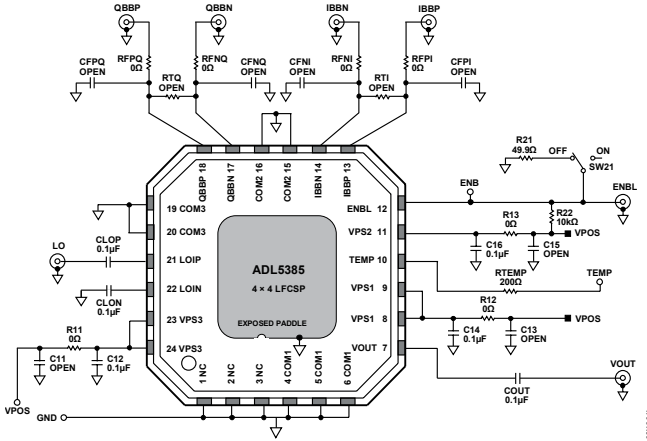 QBBP QBBN IBBN IBBP
CFPQ OPEN
RFPQ 0Ω
RTQ OPEN
RFNQ 0Ω
CFNQ OPEN
CFNI OPEN
RFNI 0Ω
RTI OPEN
RFPI 0Ω
CFPI OPEN
QBBP 18
QBBN 17
COM2 16
COM2 15
IBBN 14
IBBP 13
R21 49.9Ω
OFF ON
SW21
ENB
ENBL
R22 10kΩ
VPOS
R13 0Ω
C16 0.1µF
C15 OPEN
RTEMP 200Ω
TEMP
R12 0Ω
VPOS
C14 0.1µF
C13 OPEN
VOUT
COUT 0.1µF
ENBL 12
VPS2 11
TEMP 10
VPS1 9
VPS1 8
VOUT 7
19 COM3
20 COM3
21 LOIP
22 LOIN
23 VPS3
24 VPS3
ADL5385
4 × 4 LFCSP
EXPOSED PADDLE
LO
CLOP 0.1µF
CLON 0.1µF
R11 0Ω
C11 OPEN
C12 0.1µF
VPOS
GND
1 NC
2 NC
3 NC
4 COM1
5 COM1
6 COM1